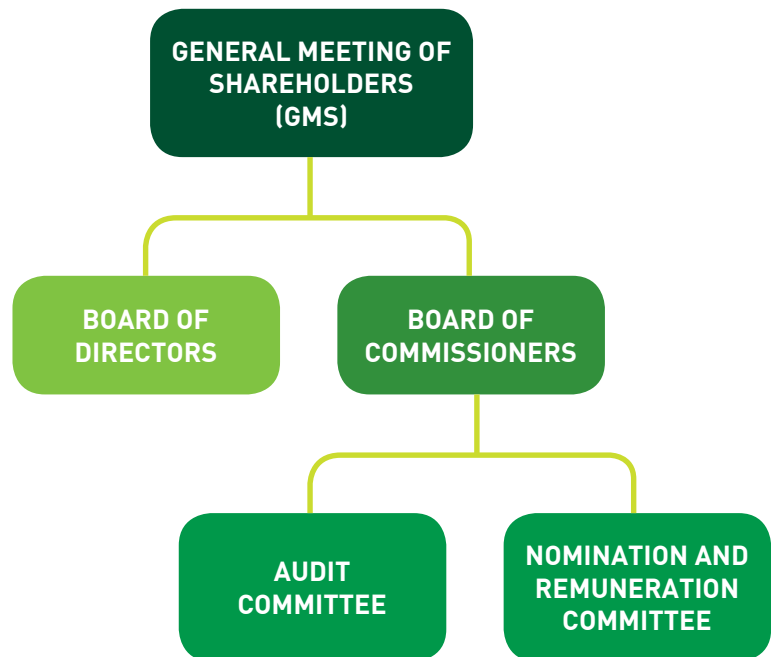 GENERAL MEETING OF
SHAREHOLDERS
(GMS)
BOARD OF
DIRECTORS
BOARD OF
COMMISSIONERS
AUDIT
COMMITTEE
NOMINATION AND
REMUNERATION
COMMITTEE